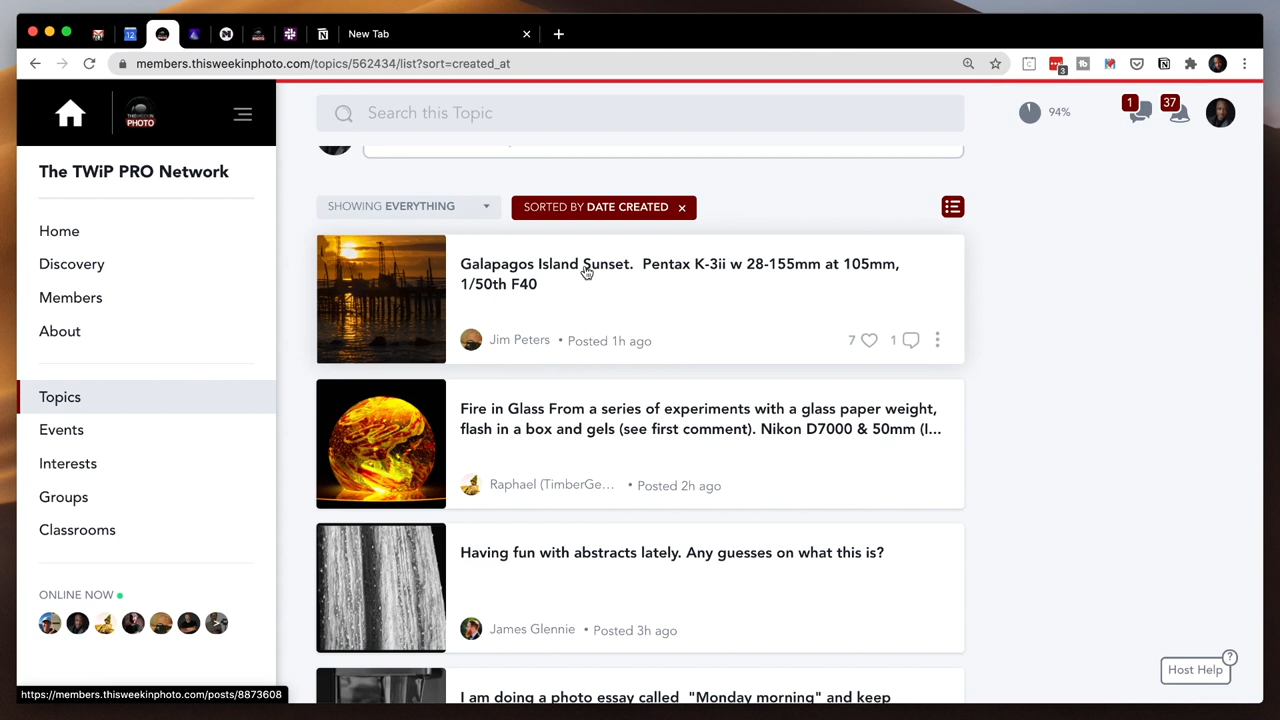 New Tab
members.thisweekinphoto.com/topics/562434/list?sort=created_at
3
THISWEEKIN
PHOTO
Search this Topic
94%
1
37
The TWiP PRO Network
Home
Discovery
Members
About
Topics
Events
Interests
Groups
Classrooms
ONLINE NOW
SHOWING EVERYTHING
SORTED BY DATE CREATED
Galapagos Island Sunset. Pentax K-3ii w 28-155mm at 105mm,
1/50th F40
Jim Peters • Posted 1h ago
7
1
Fire in Glass From a series of experiments with a glass paper weight,
flash in a box and gels (see first comment). Nikon D7000 & 50mm (I...
Raphael (TimberGe... • Posted 2h ago
Having fun with abstracts lately. Any guesses on what this is?
James Glennie • Posted 3h ago
I am doing a photo essay called "Monday morning" and keep
Host Help
?
https://members.thisweekinphoto.com/posts/8873608